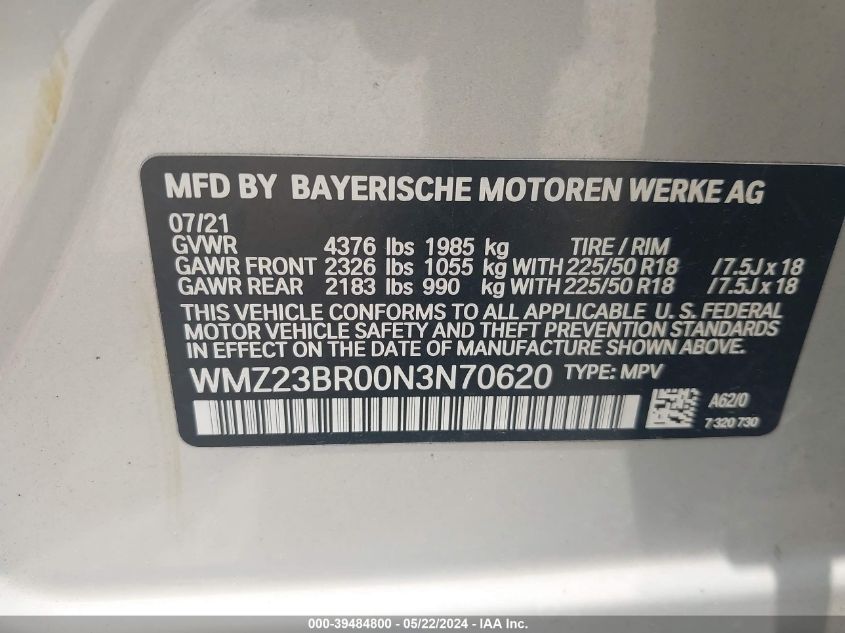 MFD BY BAYERISCHE MOTOREN WERKE AG
07/21
GVWR 4376 lbs 1985 kg TIRE / RIM
GAWR FRONT 2326 lbs 1055 kg WITH 225/50 R18 / 7.5J x 18
GAWR REAR 2183 lbs 990 kg WITH 225/50 R18 / 7.5J x 18
THIS VEHICLE CONFORMS TO ALL APPLICABLE U. S. FEDERAL
MOTOR VEHICLE SAFETY AND THEFT PREVENTION STANDARDS
IN EFFECT ON THE DATE OF MANUFACTURE SHOWN ABOVE.
WMZ23BR00N3N70620 TYPE: MPV
A62/0
7 320 730
000-39484800 - 05/22/2024 - IAA Inc.